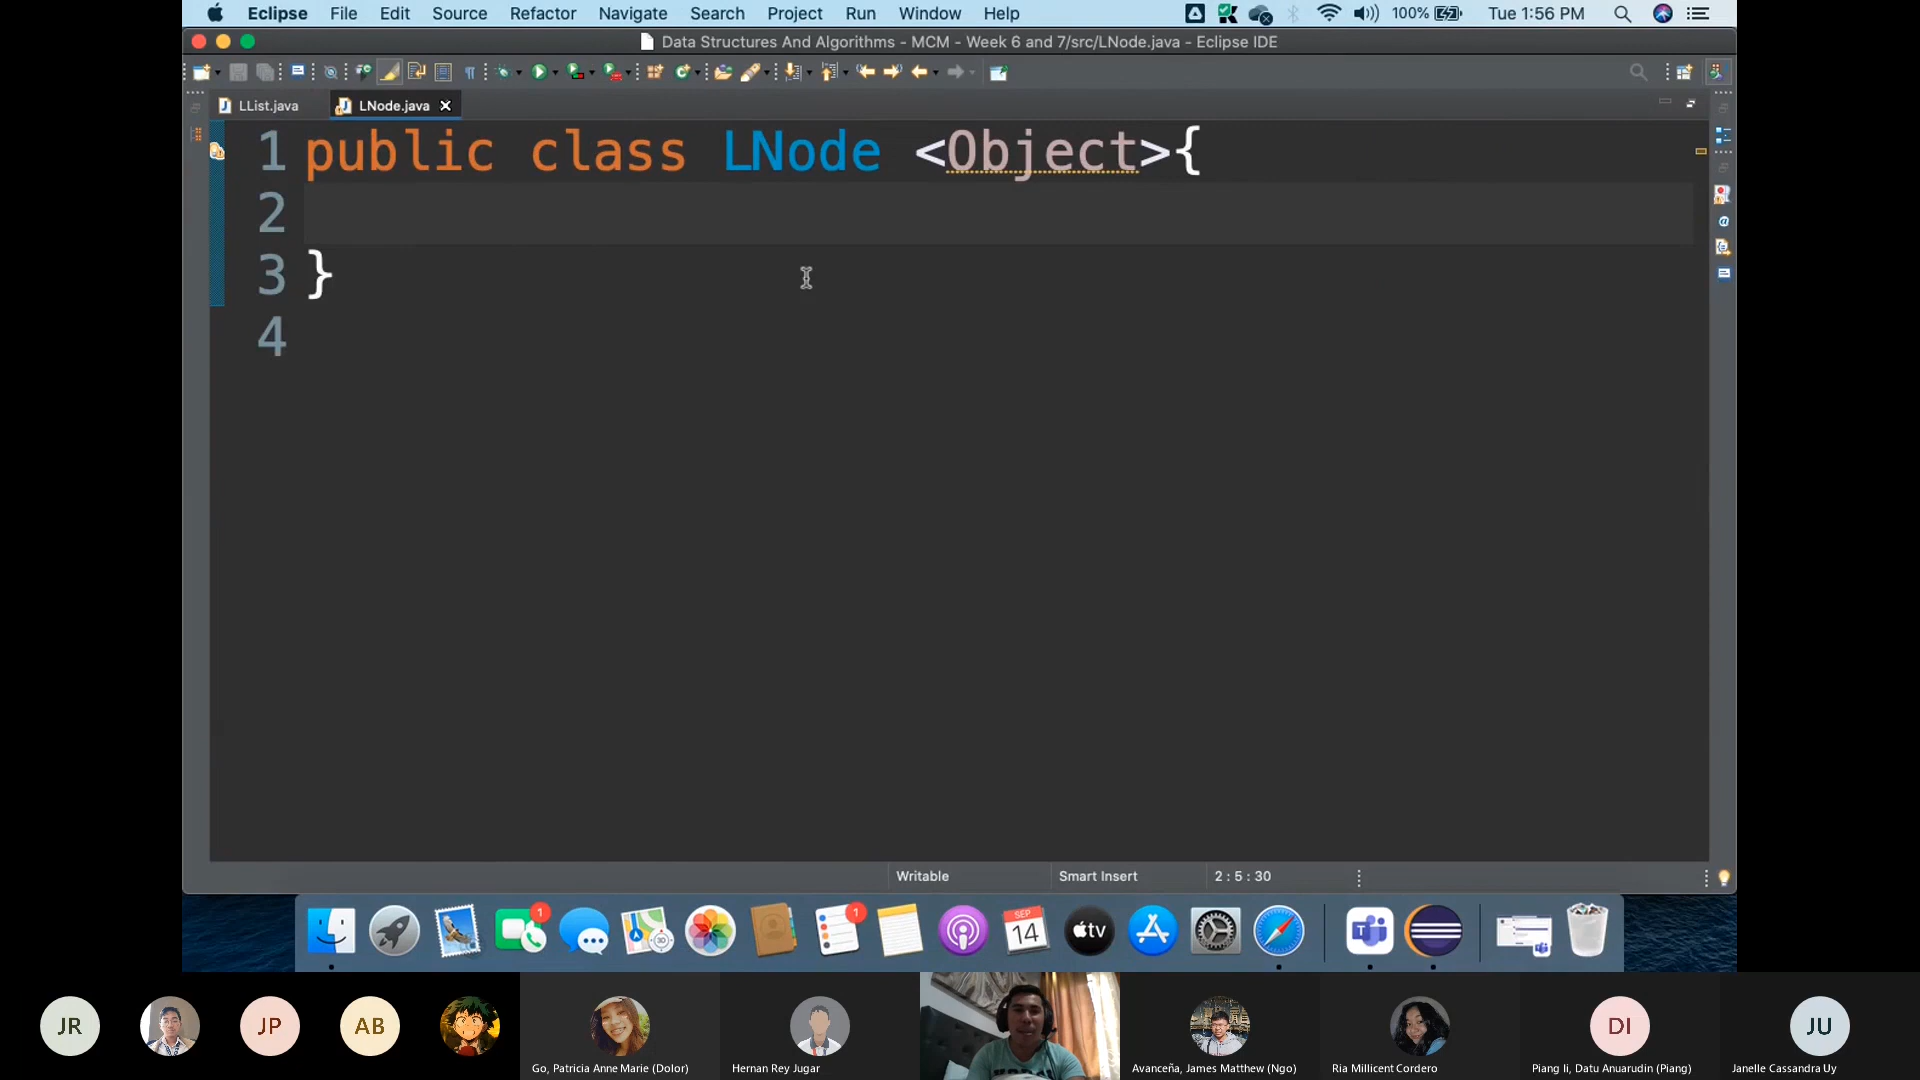 Eclipse File Edit Source Refactor Navigate Search Project Run Window Help 100% Tue 1:56 PM
Data Structures And Algorithms - MCM - Week 6 and 7/src/LNode.java - Eclipse IDE
LList.java LNode.java
1 public class LNode <Object>{
2
3 }
4
Writable Smart Insert 2 : 5 : 30
1 1 SEP
14 tv
JR JP AB DI JU
Go, Patricia Anne Marie (Dolor) Hernan Rey Jugar Avanceña, James Matthew (Ngo) Ria Millicent Cordero Piang Ii, Datu Anuarudin (Piang) Janelle Cassandra Uy